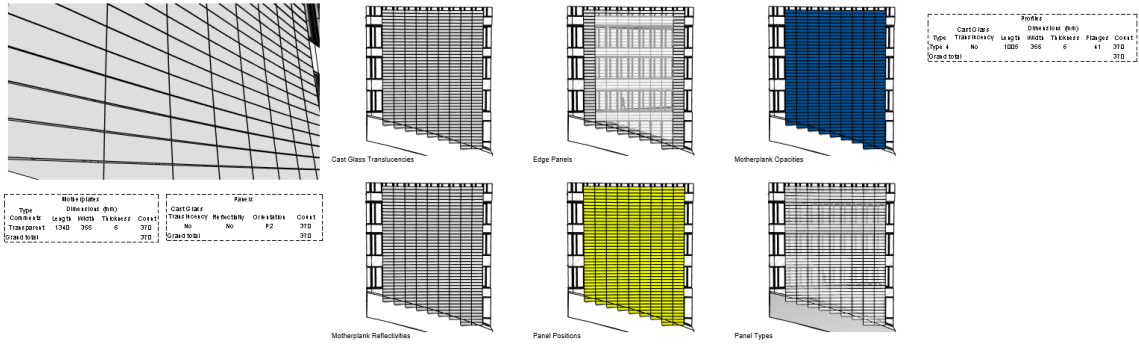 Cast Glass Translucencies
Edge Panels
Motherplank Opacities
Profiles
Cast Glass Dimensions (mm)
Type Translucency Length Width Thickness Flanges Count
Type 4 No 1005 355 6 41 370
Grand total 370
Motherplates
Type Dimensions (mm)
Comments Length Width Thickness Count
Transparent 1340 355 6 370
Grand total 370
Panels
Cast Glass
Translucency Reflectivity Orientation Count
No No P.2 370
Grand total 370
Motherplank Reflectivities
Panel Positions
Panel Types